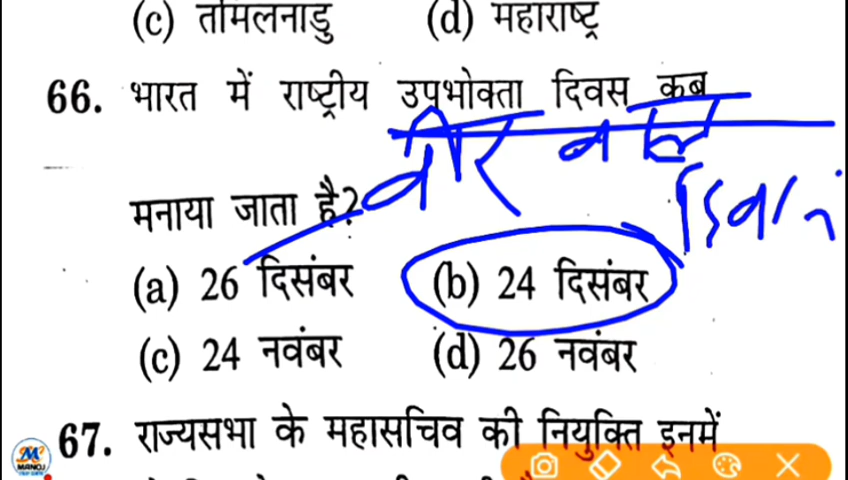 (c) तमिलनाडु (d) महाराष्ट्र
66. भारत में राष्ट्रीय उपभोक्ता दिवस कब
वीर बाल
मनाया जाता है?
(a) 26 दिसंबर (b) 24 दिसंबर
(c) 24 नवंबर (d) 26 नवंबर
67. राज्यसभा के महासचिव की नियुक्ति इनमें
MANOJ